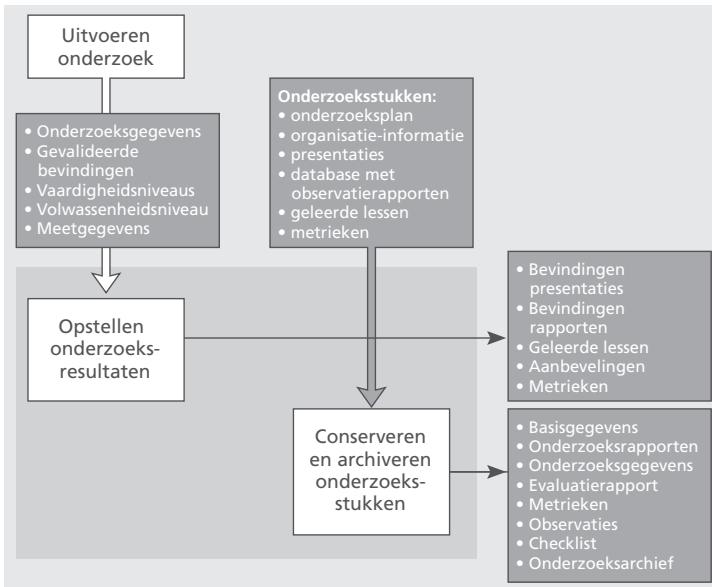 Uitvoeren
onderzoek
• Onderzoeksgegevens
• Gevalideerde
bevindingen
• Vaardigheidsniveaus
• Volwassenheidsniveau
• Meetgegevens
Onderzoeksstukken:
• onderzoeksplan
• organisatie-informatie
• presentaties
• database met
observatierapporten
• geleerde lessen
• metrieken
Opstellen
onderzoeks-
resultaten
• Bevindingen
presentaties
• Bevindingen
rapporten
• Geleerde lessen
• Aanbevelingen
• Metrieken
Conserveren
en archiveren
onderzoeks-
stukken
• Basisgegevens
• Onderzoeksrapporten
• Onderzoeksgegevens
• Evaluatierapport
• Metrieken
• Observaties
• Checklist
• Onderzoeksarchief